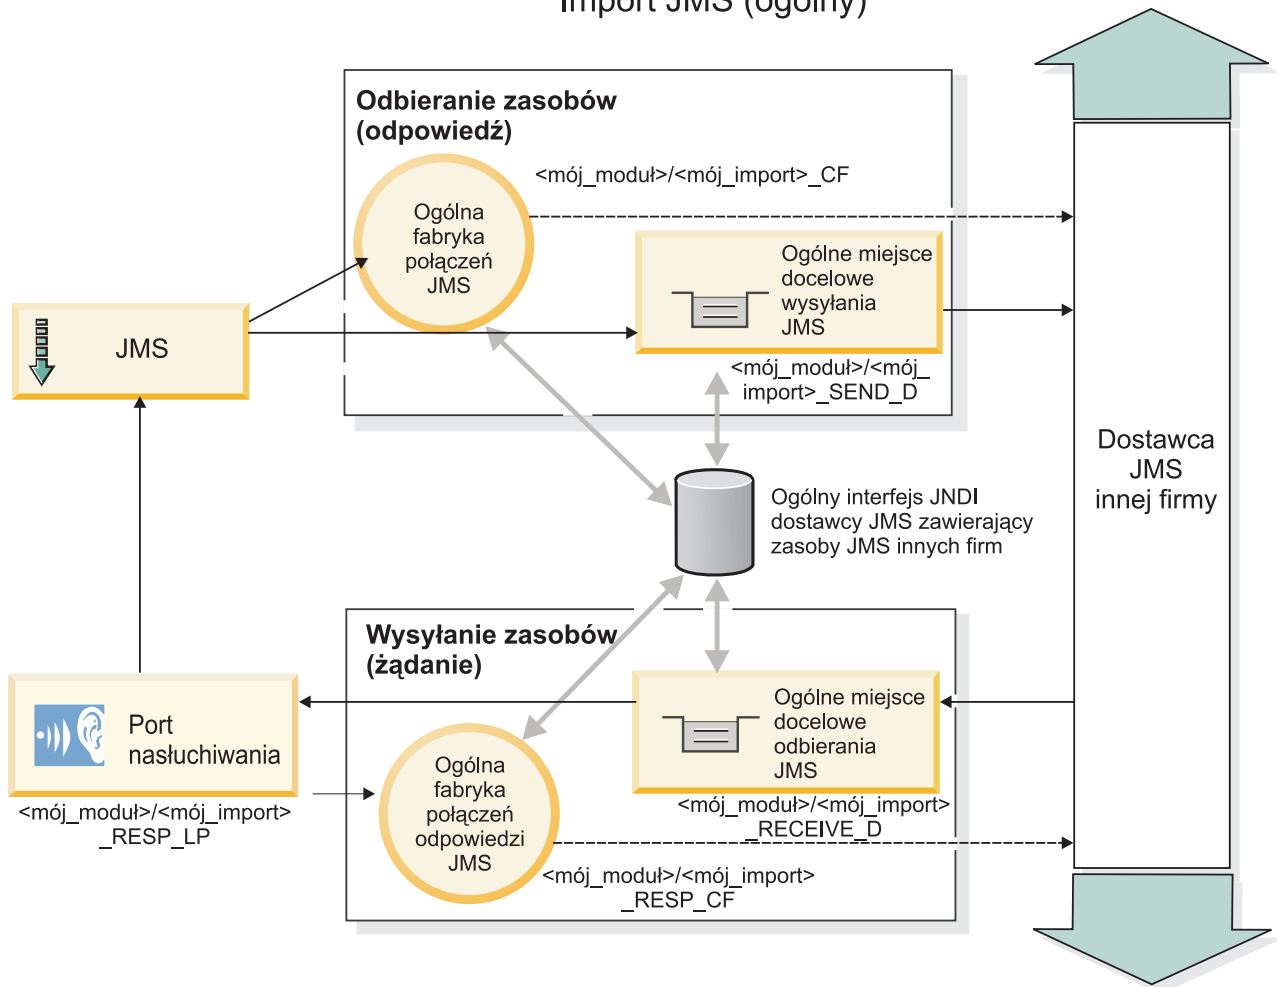 Import JMS (ogólny)
Odbieranie zasobów
(odpowiedź)
<mój_moduł>/<mój_import>_CF
Ogólna
fabryka
połączeń
JMS
Ogólne miejsce
docelowe
wysyłania
JMS
JMS
<mój_moduł>/<mój_
import>_SEND_D
Dostawca
JMS
innej firmy
Ogólny interfejs JNDI
dostawcy JMS zawierający
zasoby JMS innych firm
Wysyłanie zasobów
(żądanie)
Ogólne miejsce
docelowe
odbierania
JMS
Port
nasłuchiwania
<mój_moduł>/<mój_import>
_RESP_LP
Ogólna
fabryka
połączeń
odpowiedzi
JMS
<mój_moduł>/<mój_import>
_RECEIVE_D
<mój_moduł>/<mój_import>
_RESP_CF